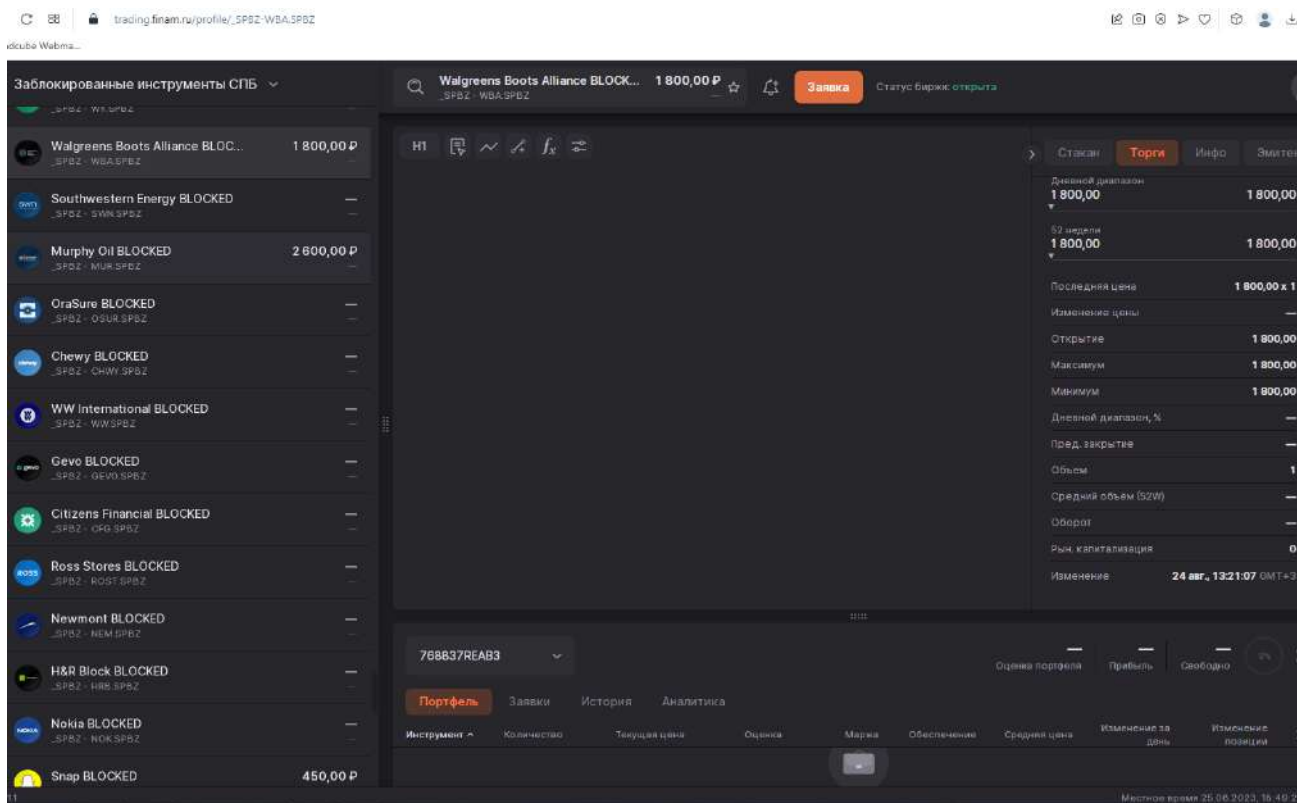 trading.finam.ru/profile/_SPBZ-WBA.SPBZ
Заблокированные инструменты СПБ
Walgreens Boots Alliance BLOCK...
1 800,00 ₽
_SPBZ - WBA.SPBZ
Заявка
Статус биржи: открыта
Walgreens Boots Alliance BLOC...
1 800,00 ₽
_SPBZ - WBA.SPBZ
Southwestern Energy BLOCKED
—
_SPBZ - SWN.SPBZ
Murphy Oil BLOCKED
2 600,00 ₽
_SPBZ - MUR.SPBZ
OraSure BLOCKED
—
_SPBZ - OSUR.SPBZ
Chewy BLOCKED
—
_SPBZ - CHWY.SPBZ
WW International BLOCKED
—
_SPBZ - WW.SPBZ
Gevo BLOCKED
—
_SPBZ - GEVO.SPBZ
Citizens Financial BLOCKED
—
_SPBZ - CFG.SPBZ
Ross Stores BLOCKED
—
_SPBZ - ROST.SPBZ
Newmont BLOCKED
—
_SPBZ - NEM.SPBZ
H&R Block BLOCKED
—
_SPBZ - HRB.SPBZ
Nokia BLOCKED
—
_SPBZ - NOK.SPBZ
Snap BLOCKED
450,00 ₽
H1
Стакан Торги Инфо Эмитен
Дневной диапазон
1 800,00 1 800,00
52 недели
1 800,00 1 800,00
Последняя цена 1 800,00 x 1
Изменение цены —
Открытие 1 800,00
Максимум 1 800,00
Минимум 1 800,00
Дневной диапазон, % —
Пред. закрытие —
Объем 1
Средний объем (52W) —
Оборот —
Рын. капитализация 0
Изменение 24 авг., 13:21:07 GMT+3
768837REAB3
Оценка портфеля Прибыль Свободно
Портфель Заявки История Аналитика
Инструмент Количество Текущая цена Оценка Маржа Обеспечение Средняя цена Изменение за день Изменение позиции